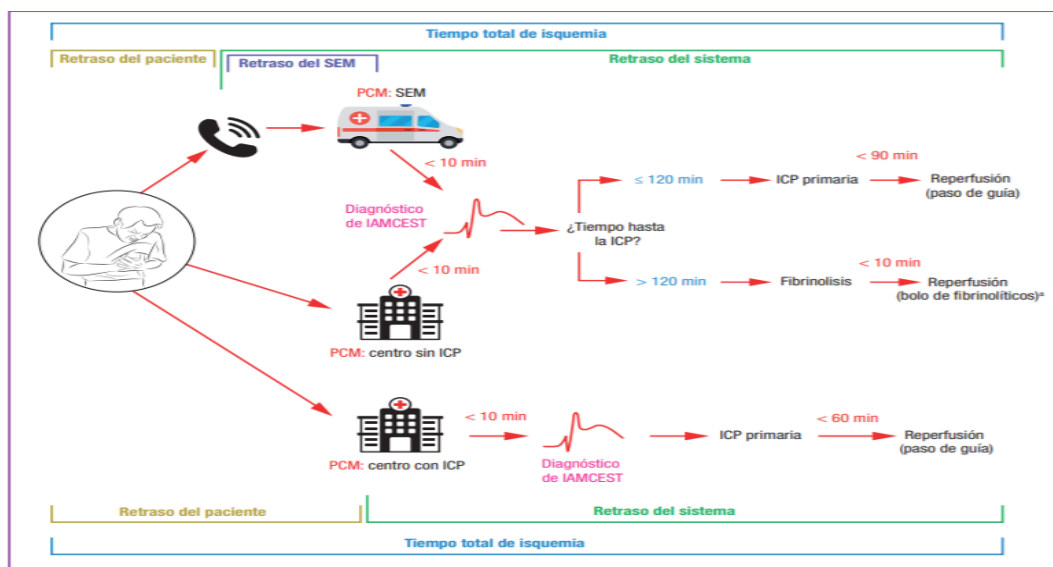 Tiempo total de isquemia
Retraso del paciente
Retraso del SEM
Retraso del sistema
PCM: SEM
< 10 min
Diagnóstico
de IAMCEST
< 10 min
PCM: centro sin ICP
¿Tiempo hasta
la ICP?
≤ 120 min
ICP primaria
< 90 min
Reperfusión
(paso de guía)
> 120 min
Fibrinolisis
< 10 min
Reperfusión
(bolo de fibrinolíticos)ª
PCM: centro con ICP
< 10 min
Diagnóstico
de IAMCEST
ICP primaria
< 60 min
Reperfusión
(paso de guía)
Retraso del paciente
Retraso del sistema
Tiempo total de isquemia